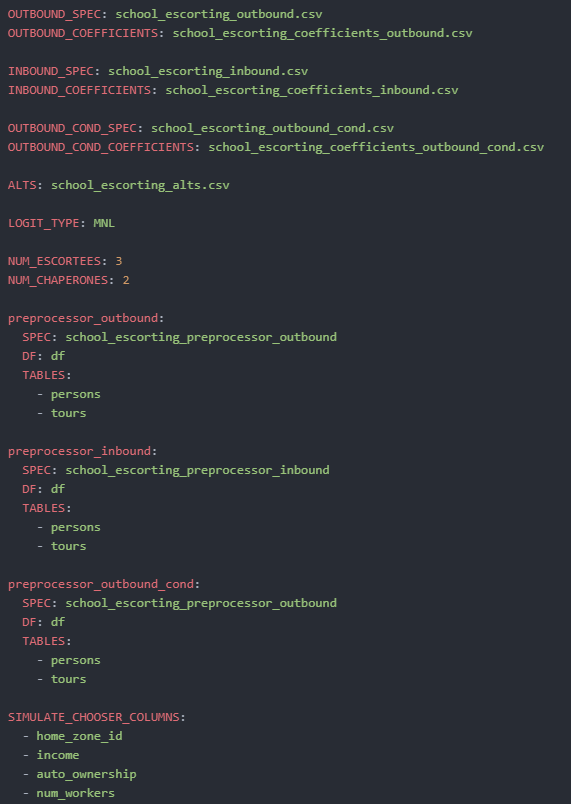 OUTBOUND_SPEC: school_escorting_outbound.csv
OUTBOUND_COEFFICIENTS: school_escorting_coefficients_outbound.csv

INBOUND_SPEC: school_escorting_inbound.csv
INBOUND_COEFFICIENTS: school_escorting_coefficients_inbound.csv

OUTBOUND_COND_SPEC: school_escorting_outbound_cond.csv
OUTBOUND_COND_COEFFICIENTS: school_escorting_coefficients_outbound_cond.csv

ALTS: school_escorting_alts.csv

LOGIT_TYPE: MNL

NUM_ESCORTEES: 3
NUM_CHAPERONES: 2

preprocessor_outbound:
  SPEC: school_escorting_preprocessor_outbound
  DF: df
  TABLES:
    - persons
    - tours

preprocessor_inbound:
  SPEC: school_escorting_preprocessor_inbound
  DF: df
  TABLES:
    - persons
    - tours

preprocessor_outbound_cond:
  SPEC: school_escorting_preprocessor_outbound
  DF: df
  TABLES:
    - persons
    - tours

SIMULATE_CHOOSER_COLUMNS:
  - home_zone_id
  - income
  - auto_ownership
  - num_workers